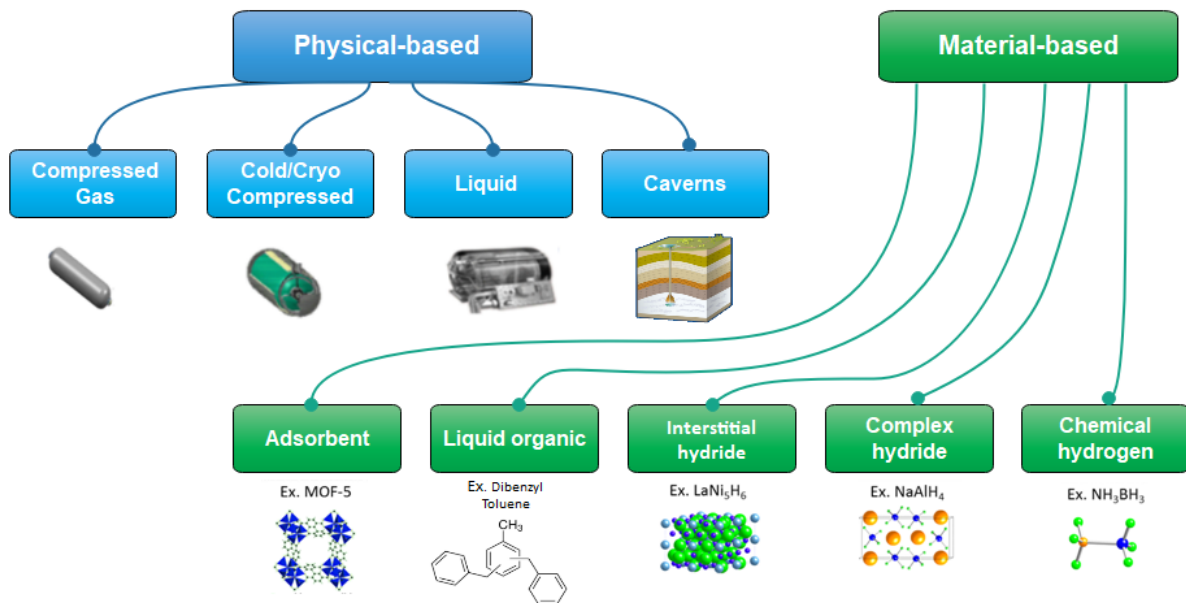 Physical-based
Material-based
Compressed
Gas
Cold/Cryo
Compressed
Liquid
Caverns
Adsorbent
Liquid organic
Interstitial
hydride
Complex
hydride
Chemical
hydrogen
Ex. MOF-5
Ex. Dibenzyl
Toluene
CH₃
Ex. LaNi₅H₆
Ex. NaAlH₄
Ex. NH₃BH₃